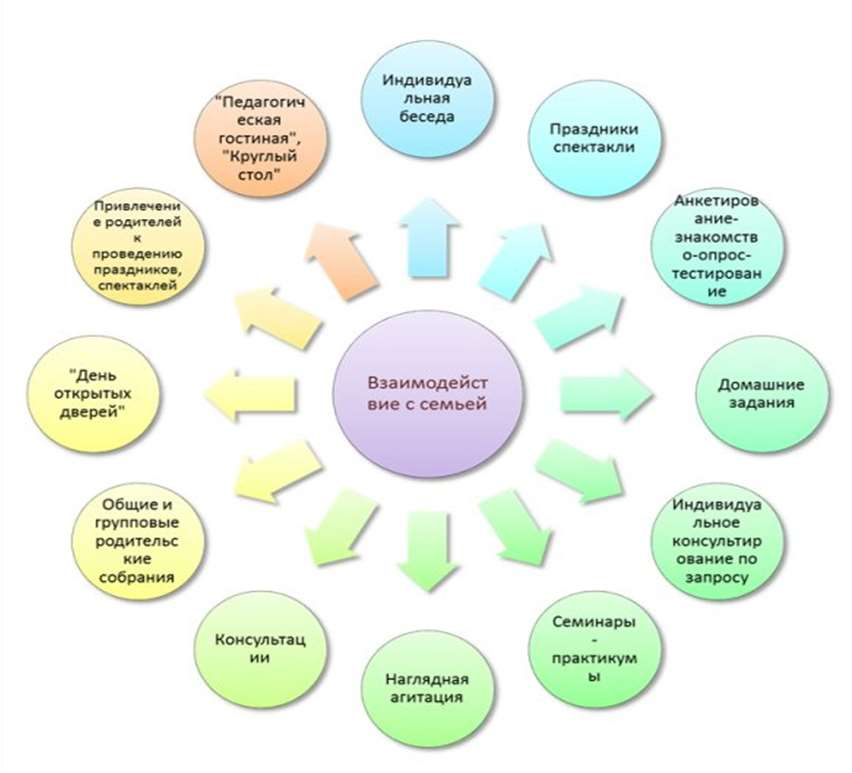 Индивидуа
льная
беседа
Праздники
спектакли
Анкетиров
ание-
знакомств
о-опрос-
тестирован
ие
Домашние
задания
Индивидуа
льное
консультир
ование по
запросу
Семинары
-
практикум
ы
Наглядная
агитация
Консультац
ии
Общие и
групповые
родительс
кие
собрания
"День
открытых
дверей"
Привлечени
е родителей
к
проведению
праздников,
спектаклей
"Педагогич
еская
гостиная",
"Круглый
стол"
Взаимодейст
вие с семьей